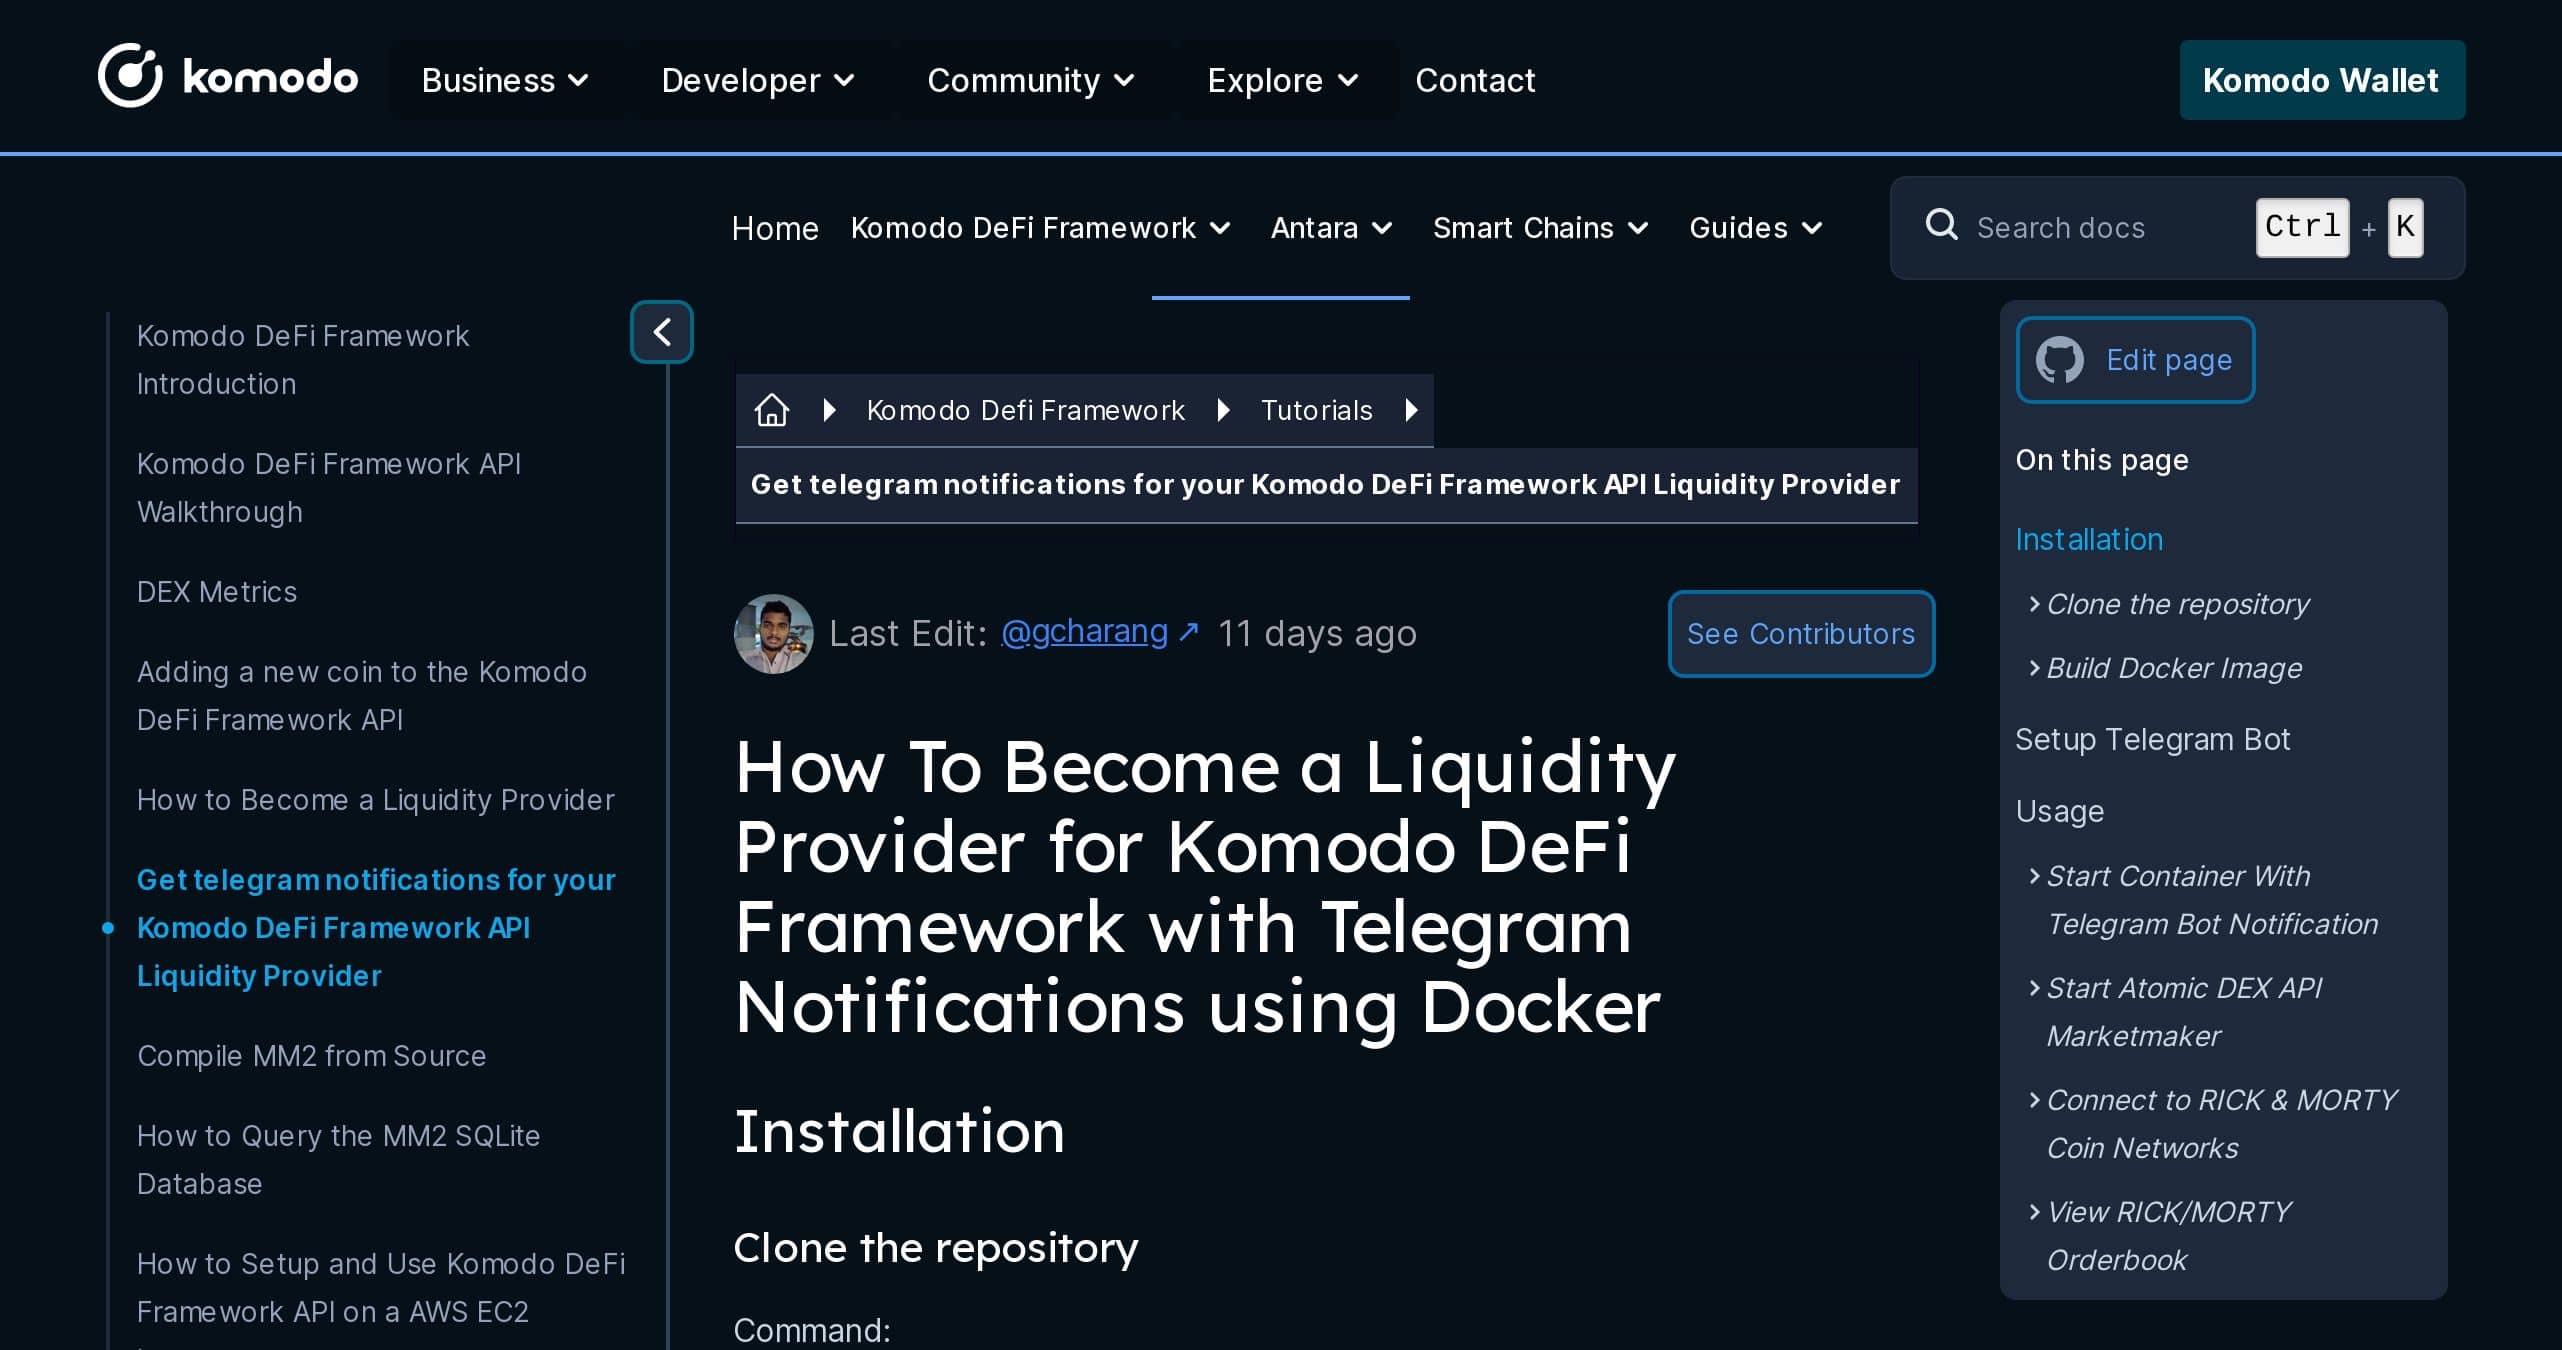 komodo
Business
Developer
Community
Explore
Contact
Komodo Wallet
Home
Komodo DeFi Framework
Antara
Smart Chains
Guides
Search docs
Ctrl + K
Komodo DeFi Framework
Introduction
Komodo DeFi Framework API
Walkthrough
DEX Metrics
Adding a new coin to the Komodo
DeFi Framework API
How to Become a Liquidity Provider
Get telegram notifications for your
Komodo DeFi Framework API
Liquidity Provider
Compile MM2 from Source
How to Query the MM2 SQLite
Database
How to Setup and Use Komodo DeFi
Framework API on a AWS EC2
Komodo Defi Framework
Tutorials
Get telegram notifications for your Komodo DeFi Framework API Liquidity Provider
Last Edit: @gcharang ↗ 11 days ago
See Contributors
How To Become a Liquidity
Provider for Komodo DeFi
Framework with Telegram
Notifications using Docker
Installation
Clone the repository
Command:
Edit page
On this page
Installation
Clone the repository
Build Docker Image
Setup Telegram Bot
Usage
Start Container With
Telegram Bot Notification
Start Atomic DEX API
Marketmaker
Connect to RICK & MORTY
Coin Networks
View RICK/MORTY
Orderbook